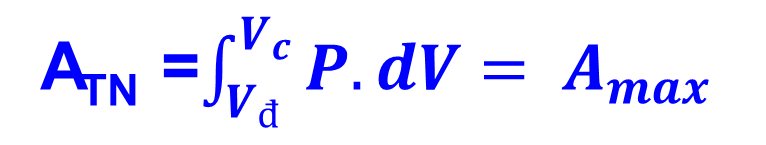 A_TN = ∫_{V_đ}^{V_c} P. dV = A_max